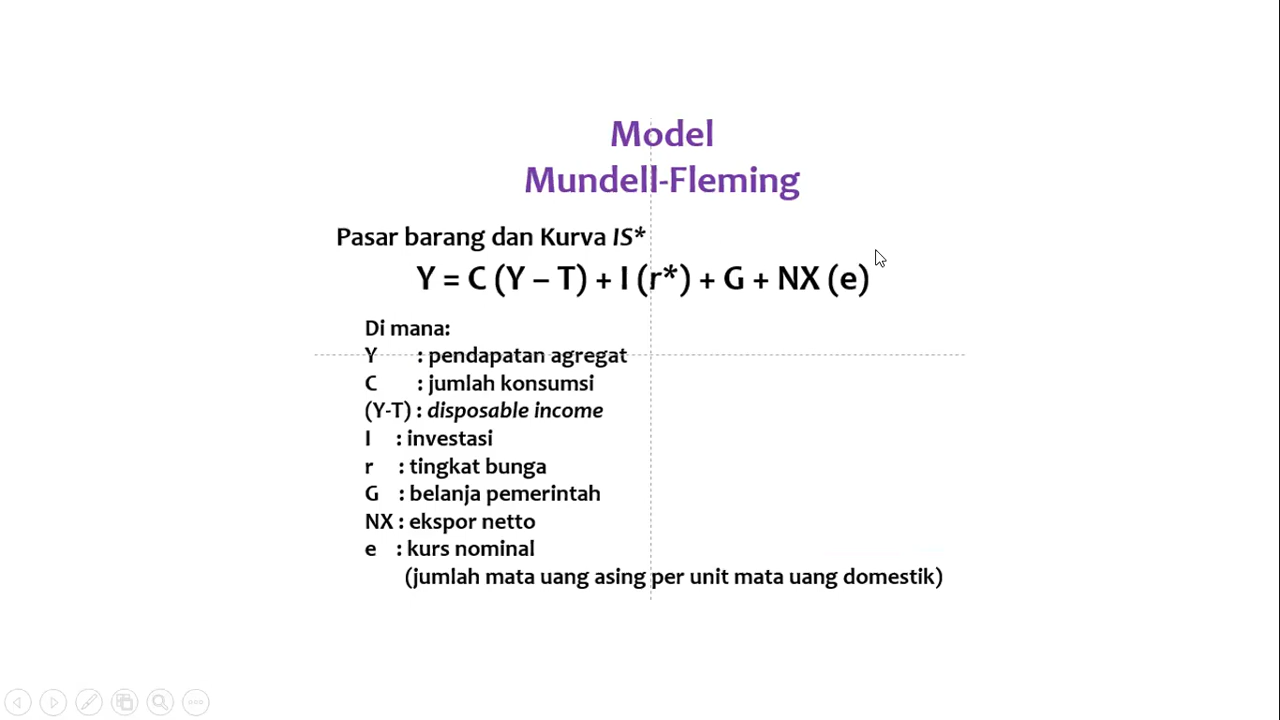 Model
Mundell-Fleming
Pasar barang dan Kurva IS*
Y = C (Y – T) + I (r*) + G + NX (e)
Di mana:
Y : pendapatan agregat
C : jumlah konsumsi
(Y-T) : disposable income
I : investasi
r : tingkat bunga
G : belanja pemerintah
NX : ekspor netto
e : kurs nominal
(jumlah mata uang asing per unit mata uang domestik)